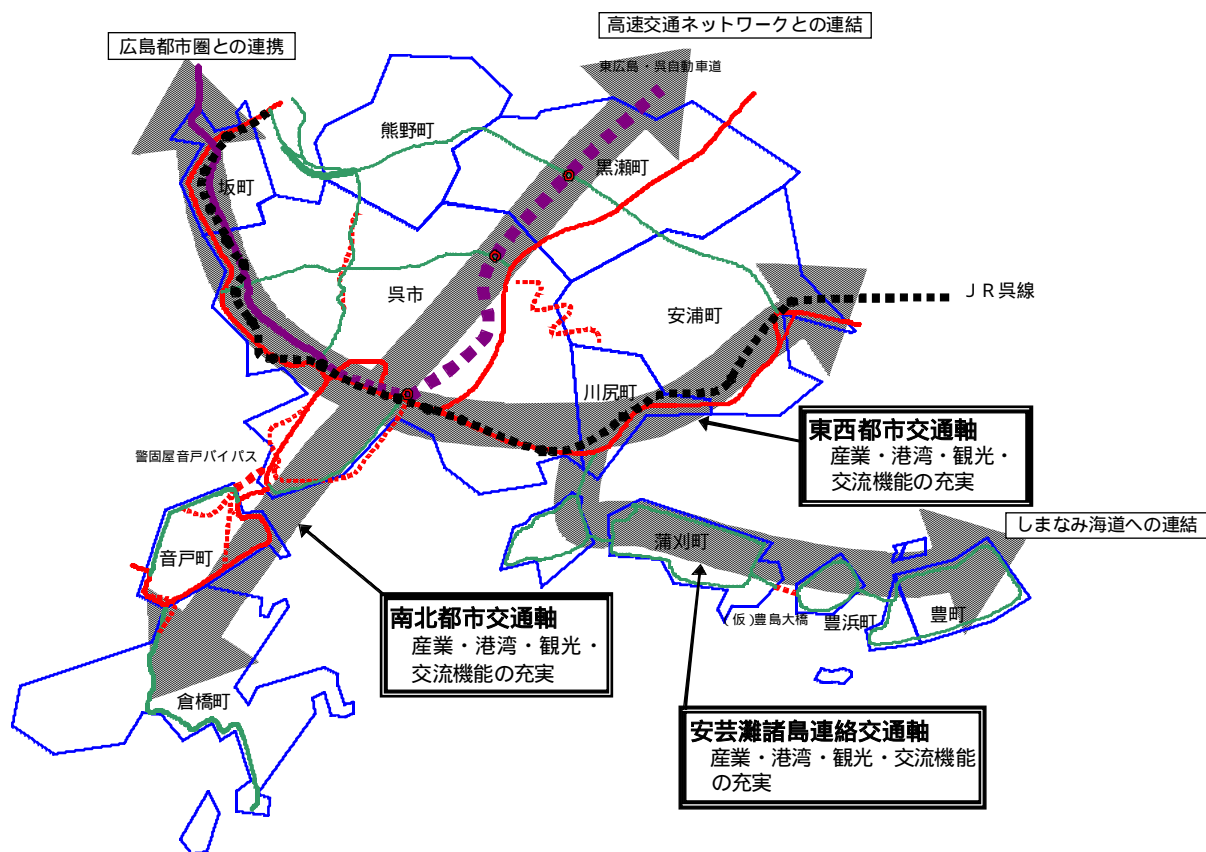 高速交通ネットワークとの連結
広島都市圏との連携
東広島・呉自動車道
熊野町
黒瀬町
坂町
呉市
ＪＲ呉線
安浦町
川尻町
東西都市交通軸
産業・港湾・観光・
交流機能の充実
警固屋音戸バイパス
しまなみ海道への連結
音戸町
蒲刈町
(仮)豊島大橋
豊浜町
豊町
南北都市交通軸
産業・港湾・観光・
交流機能の充実
倉橋町
安芸灘諸島連絡交通軸
産業・港湾・観光・交流機能
の充実